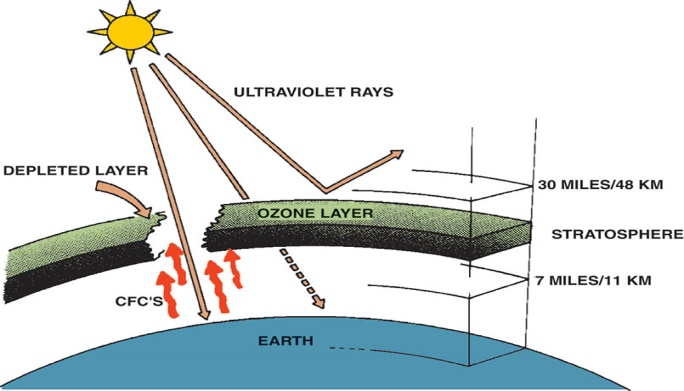 ULTRAVIOLET RAYS
DEPLETED LAYER
30 MILES/48 KM
OZONE LAYER
STRATOSPHERE
7 MILES/11 KM
CFC'S
EARTH